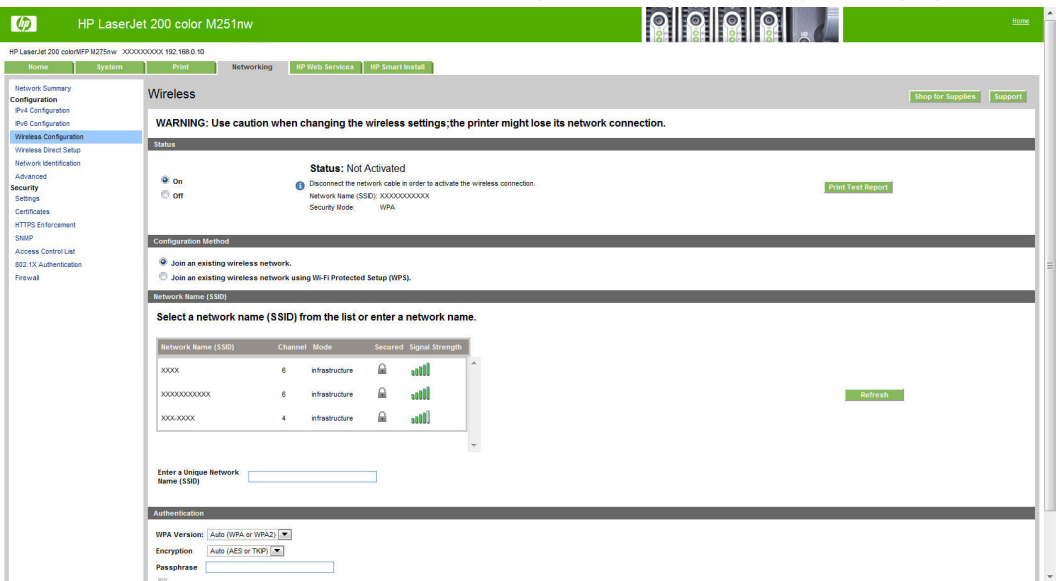 hp
HP LaserJet 200 color M251nw
Home
HP LaserJet 200 colorMFP M275nw XXXXXXXXX 192.168.0.10
Home System Print Networking HP Web Services HP Smart Install
Network Summary
Configuration
IPv4 Configuration
IPv6 Configuration
Wireless Configuration
Wireless Direct Setup
Network Identification
Advanced
Security
Settings
Certificates
HTTPS Enforcement
SNMP
Access Control List
802.1X Authentication
Firewall
Wireless
Shop for Supplies Support
WARNING: Use caution when changing the wireless settings;the printer might lose its network connection.
Status
On
Off
Status: Not Activated
Disconnect the network cable in order to activate the wireless connection.
Network Name (SSID): XXXXXXXXXXX
Security Mode: WPA
Print Test Report
Configuration Method
Join an existing wireless network.
Join an existing wireless network using Wi-Fi Protected Setup (WPS).
Network Name (SSID)
Select a network name (SSID) from the list or enter a network name.
Network Name (SSID) Channel Mode Secured Signal Strength
XXXX 6 infrastructure
XXXXXXXXXXX 6 infrastructure
XXX-XXXX 4 infrastructure
Refresh
Enter a Unique Network
Name (SSID)
Authentication
WPA Version: Auto (WPA or WPA2)
Encryption Auto (AES or TKIP)
Passphrase